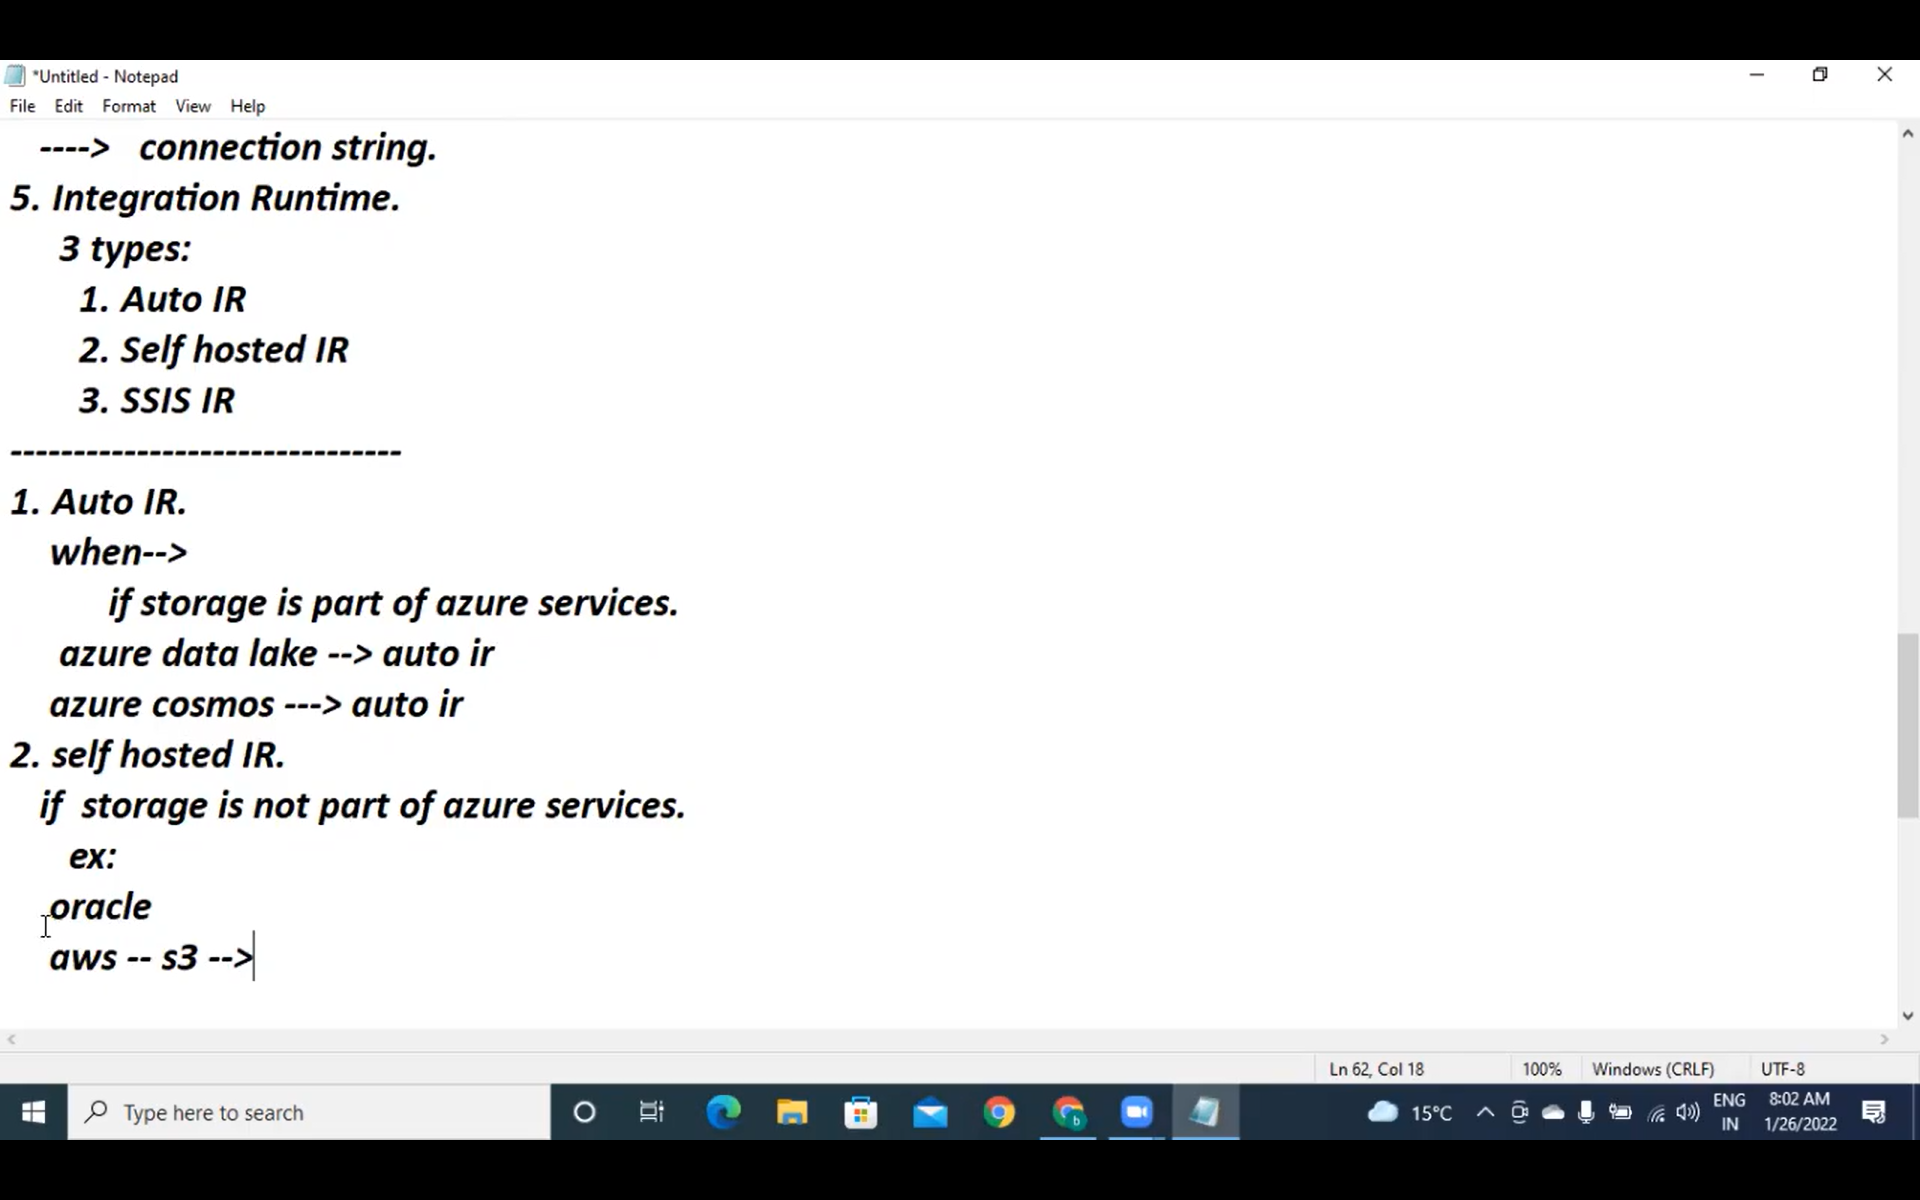 *Untitled - Notepad
File Edit Format View Help
----> connection string.
5. Integration Runtime.
3 types:
1. Auto IR
2. Self hosted IR
3. SSIS IR
-------------------------------
1. Auto IR.
when-->
if storage is part of azure services.
azure data lake --> auto ir
azure cosmos ---> auto ir
2. self hosted IR.
if storage is not part of azure services.
ex:
oracle
aws -- s3 -->
Ln 62, Col 18 100% Windows (CRLF) UTF-8
Type here to search
15°C
ENG
IN
8:02 AM
1/26/2022